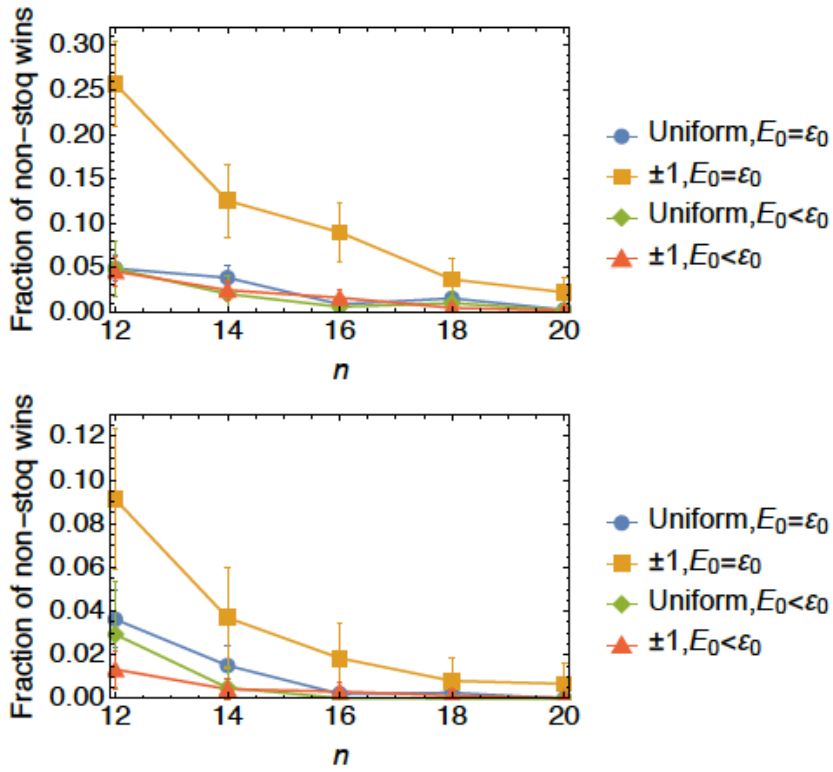 Fraction of non-stoq wins
0.30
0.25
0.20
0.15
0.10
0.05
0.00
12 14 16 18 20
n
Uniform,E₀=ε₀
±1,E₀=ε₀
Uniform,E₀<ε₀
±1,E₀<ε₀
Fraction of non-stoq wins
0.12
0.10
0.08
0.06
0.04
0.02
0.00
12 14 16 18 20
n
Uniform,E₀=ε₀
±1,E₀=ε₀
Uniform,E₀<ε₀
±1,E₀<ε₀